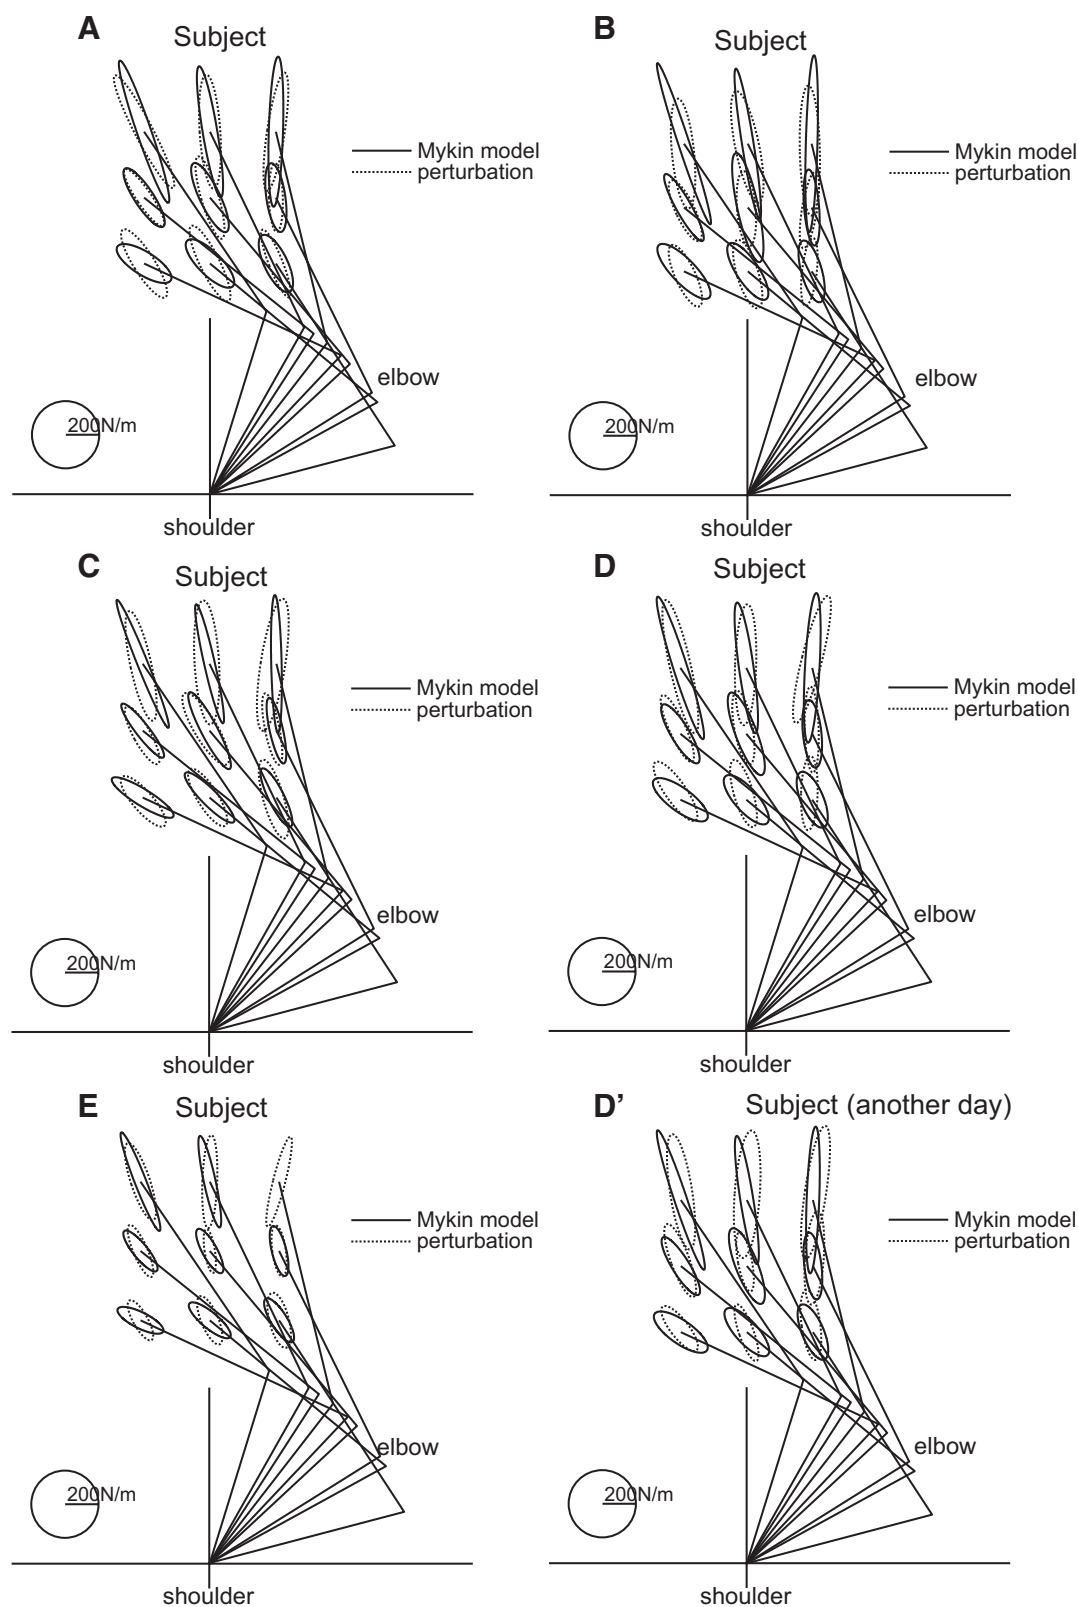 A
Subject
Mykin model
perturbation
elbow
200N/m
shoulder
B
Subject
Mykin model
perturbation
elbow
200N/m
shoulder
C
Subject
Mykin model
perturbation
elbow
200N/m
shoulder
D
Subject
Mykin model
perturbation
elbow
200N/m
shoulder
E
Subject
Mykin model
perturbation
elbow
200N/m
shoulder
D’
Subject (another day)
Mykin model
perturbation
elbow
200N/m
shoulder